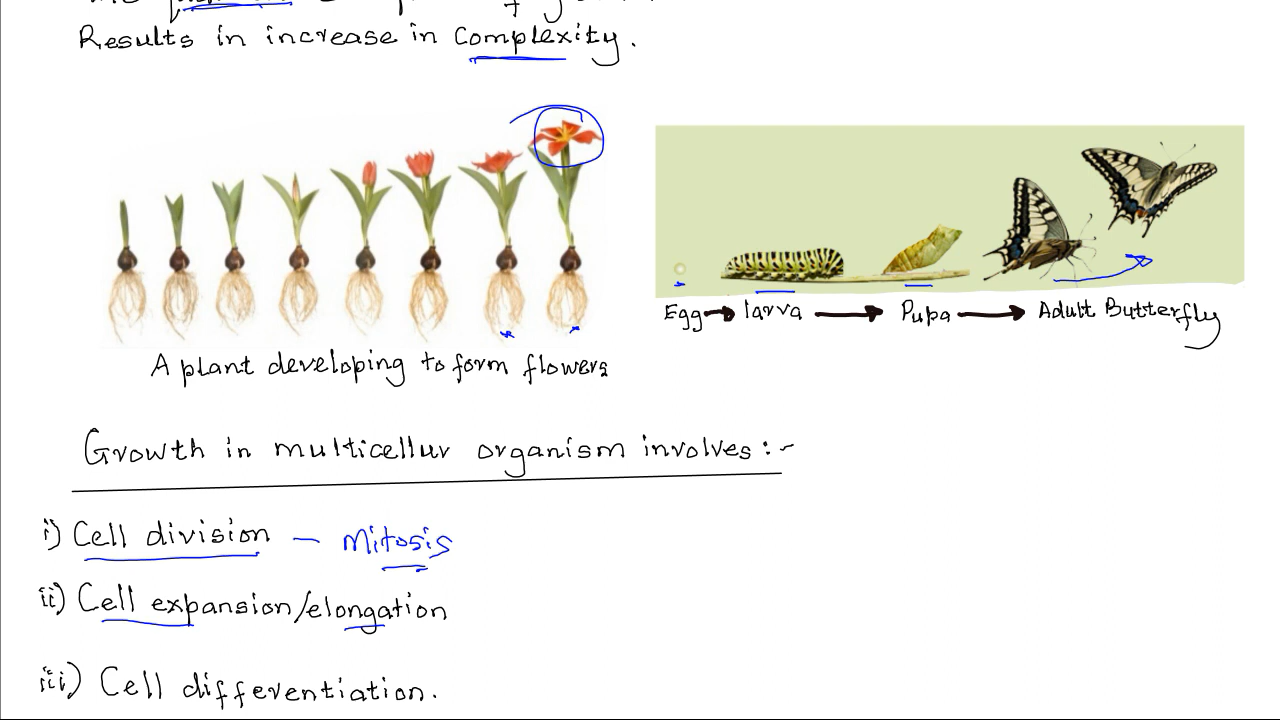 Results in increase in complexity.
Egg → larva → Pupa → Adult Butterfly
A plant developing to form flowers
Growth in multicellur organism involves :-
i) Cell division – Mitosis
ii) Cell expansion/elongation
iii) Cell differentiation.